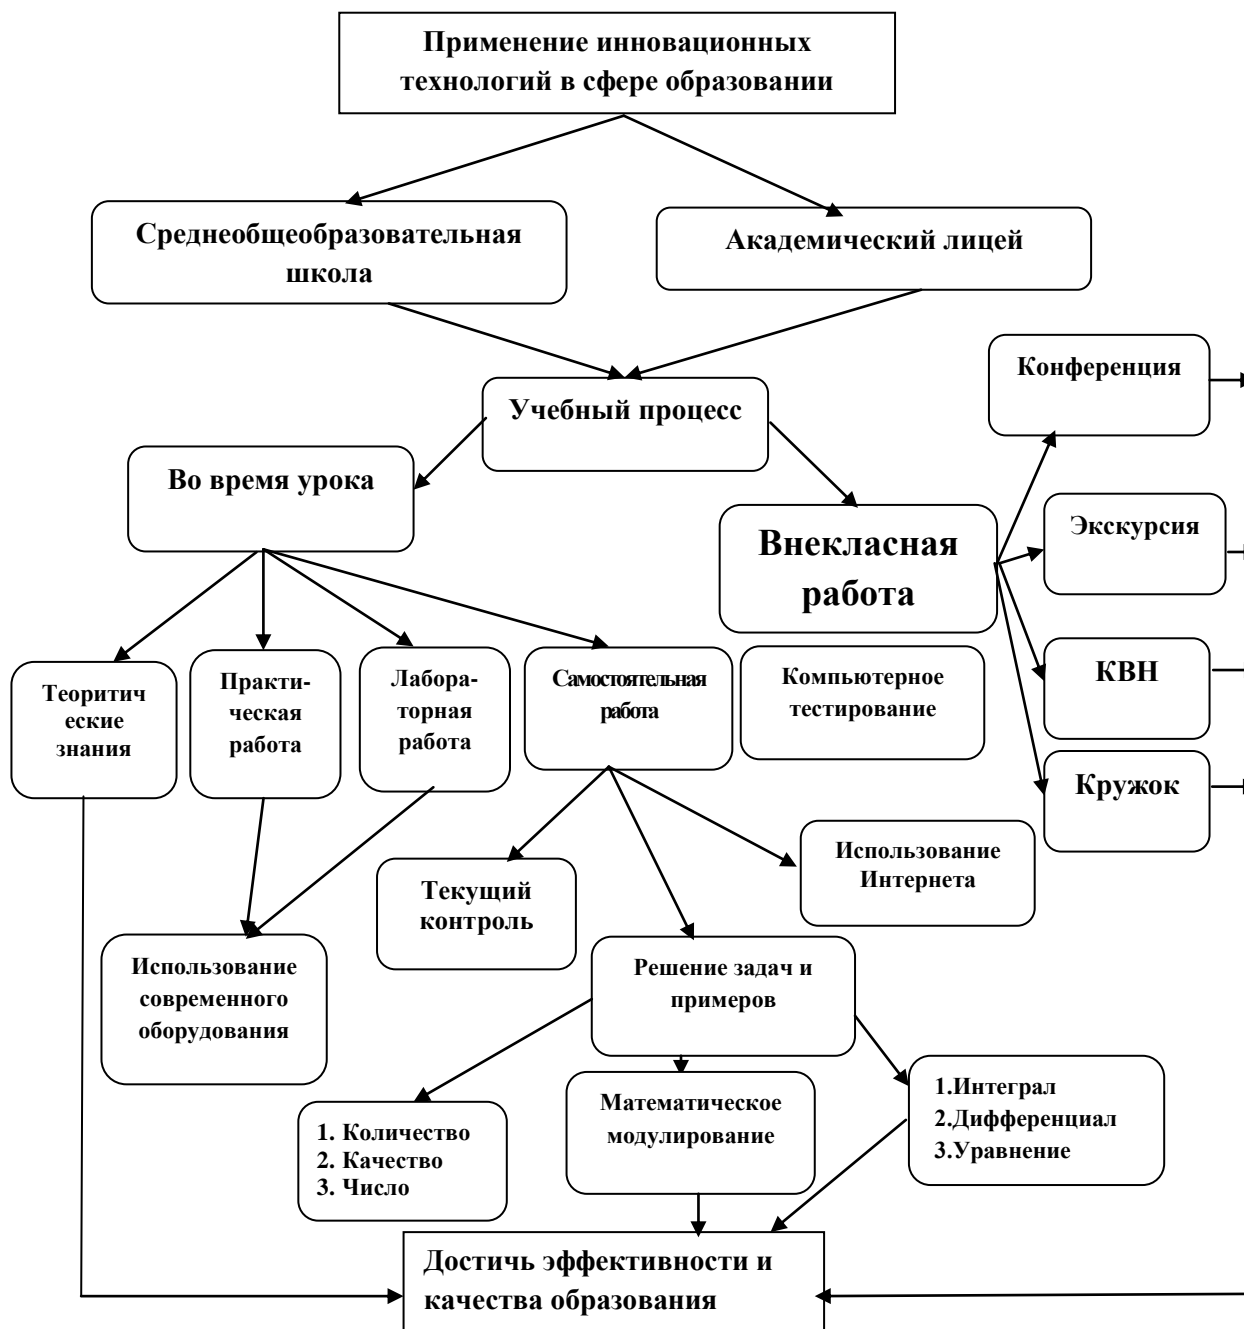 Применение инновационных
технологий в сфере образовании
Среднеобщеобразовательная
школа
Академический лицей
Учебный процесс
Конференция
Во время урока
Внекласная
работа
Экскурсия
КВН
Кружок
Теоритич
еские
знания
Практи-
ческая
работа
Лабора-
торная
работа
Самостоятельная
работа
Компьютерное
тестирование
Текущий
контроль
Использование
Интернета
Использование
современного
оборудования
Решение задач и
примеров
1. Количество
2. Качество
3. Число
Математическое
модулирование
1.Интеграл
2.Дифференциал
3.Уравнение
Достичь эффективности и
качества образования